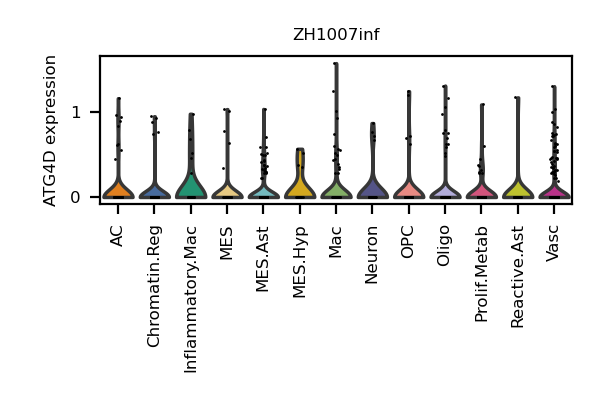 ZH1007inf
ATG4D expression
1
0
AC
Chromatin.Reg
Inflammatory.Mac
MES
MES.Ast
MES.Hyp
Mac
Neuron
OPC
Oligo
Prolif.Metab
Reactive.Ast
Vasc